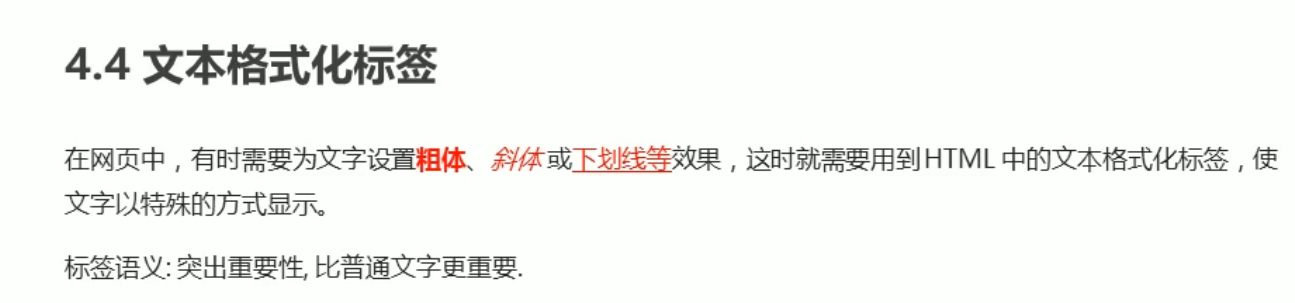 4.4 文本格式化标签
在网页中，有时需要为文字设置粗体、斜体 或下划线等效果，这时就需要用到HTML 中的文本格式化标签，使
文字以特殊的方式显示。
标签语义: 突出重要性, 比普通文字更重要.